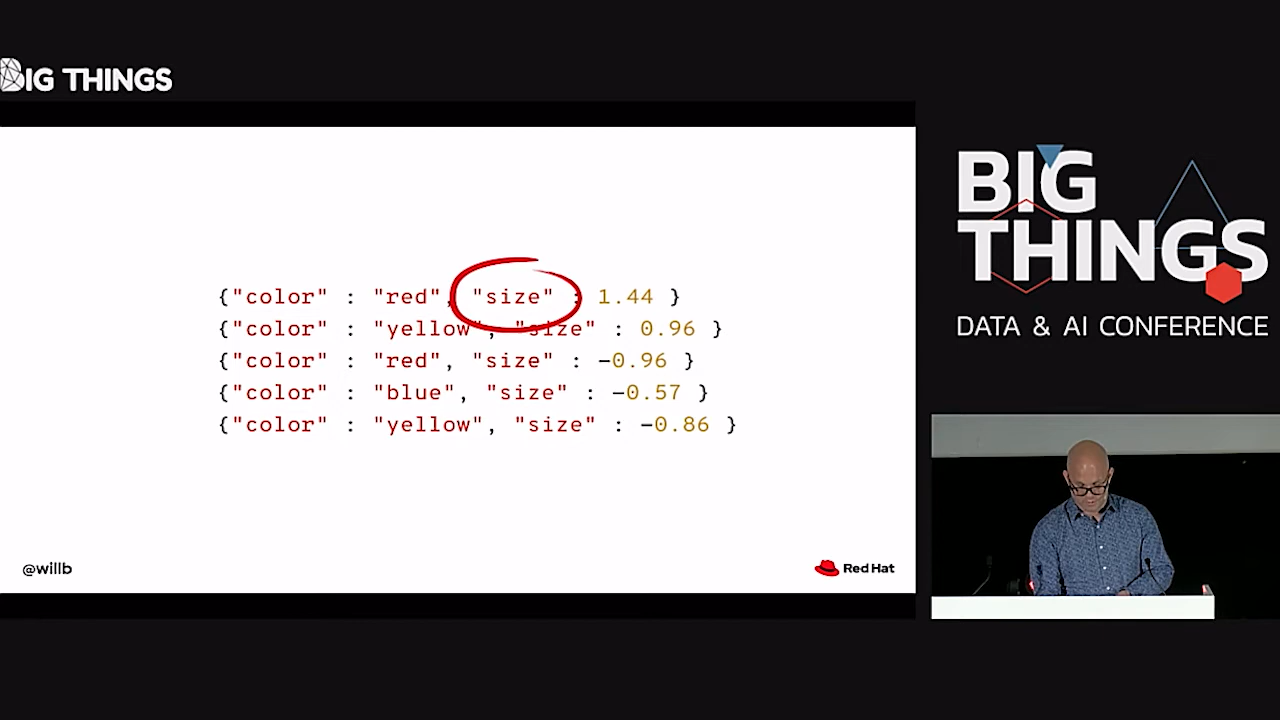 BIG THINGS
{"color" : "red", "size" : 1.44 }
{"color" : "yellow", "size" : 0.96 }
{"color" : "red", "size" : −0.96 }
{"color" : "blue", "size" : −0.57 }
{"color" : "yellow", "size" : −0.86 }
@willb
Red Hat
BIG
THINGS
DATA & AI CONFERENCE